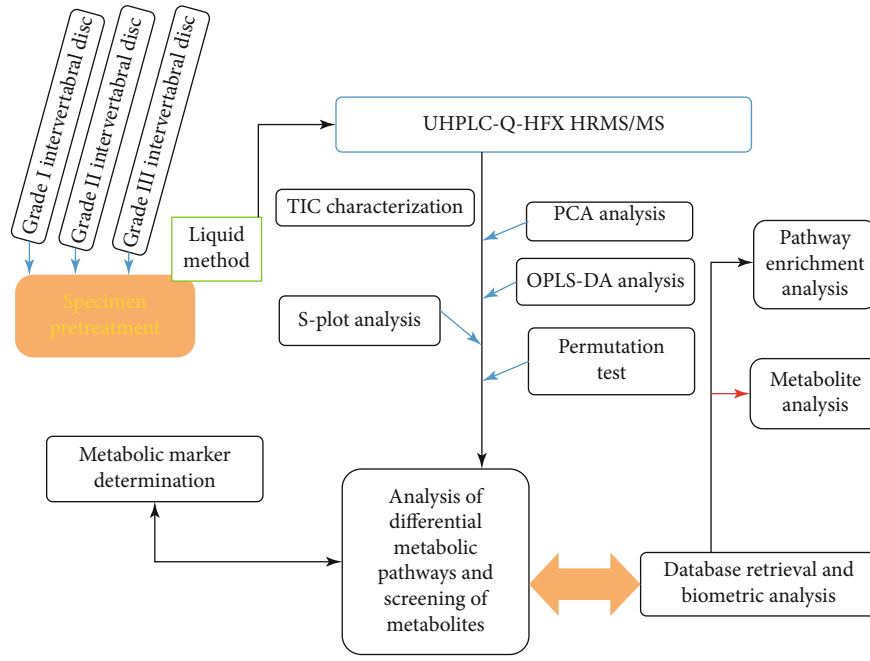 Grade I intervertabral disc
Grade II intervertabral disc
Grade III intervertabral disc
Specimen
pretreatment
Liquid
method
UHPLC-Q-HFX HRMS/MS
TIC characterization
PCA analysis
OPLS-DA analysis
S-plot analysis
Permutation
test
Pathway
enrichment
analysis
Metabolite
analysis
Metabolic marker
determination
Analysis of
differential
metabolic
pathways and
screening of
metabolites
Database retrieval and
biometric analysis